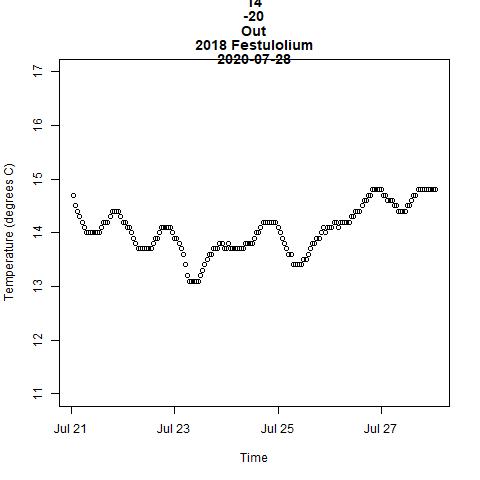 14
-20
Out
2018 Festulolium
2020-07-28
17
16
15
14
13
12
11
Temperature (degrees C)
Jul 21
Jul 23
Jul 25
Jul 27
Time